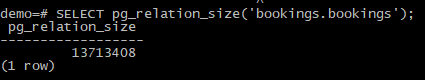 demo=# SELECT pg_relation_size('bookings.bookings');
pg_relation_size
------------------
13713408
(1 row)